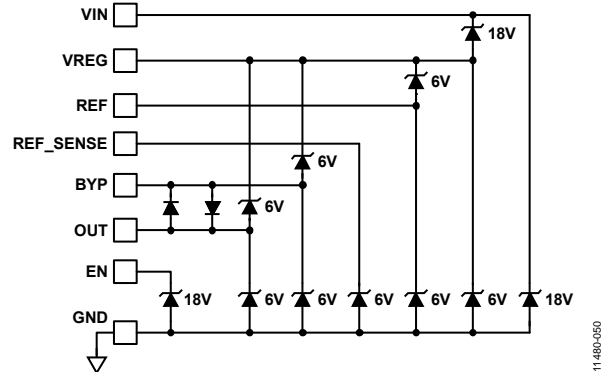 VIN
18V
VREG
6V
REF
REF_SENSE
6V
BYP
6V
OUT
EN
18V 6V 6V 6V 6V 6V 18V
GND
11480-050